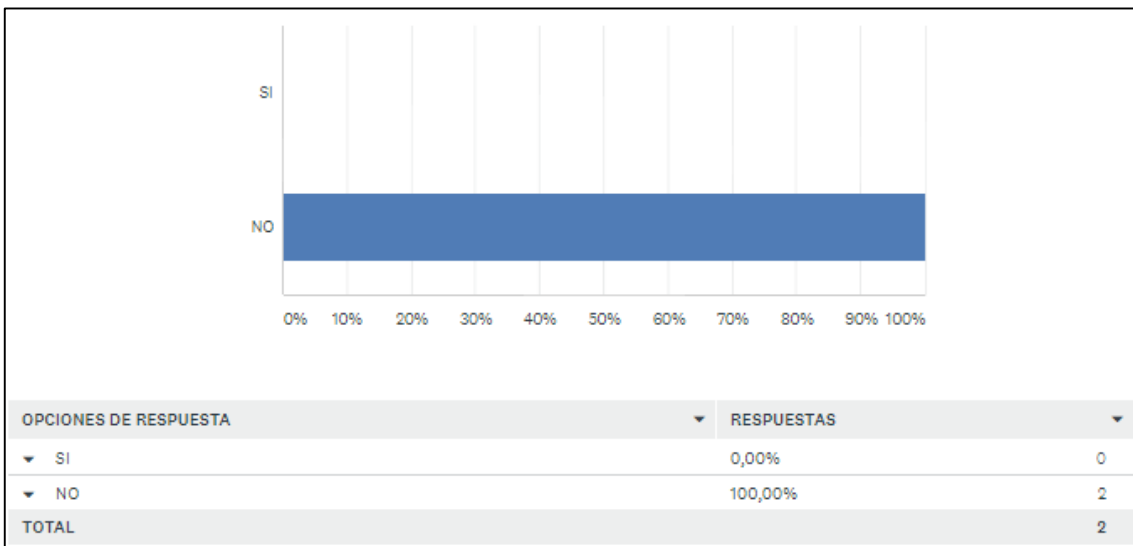 SI
NO
0% 10% 20% 30% 40% 50% 60% 70% 80% 90% 100%
OPCIONES DE RESPUESTA RESPUESTAS
SI 0,00% 0
NO 100,00% 2
TOTAL 2